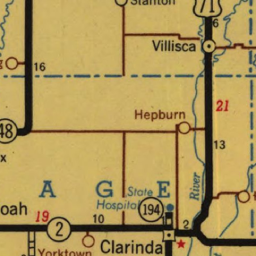 Stanton
71
6
Villisca
16
21
Hepburn
48
13
x
A G E
State
Hospital
194
River
oah
19
10
2
2
Clarinda
Yorktown